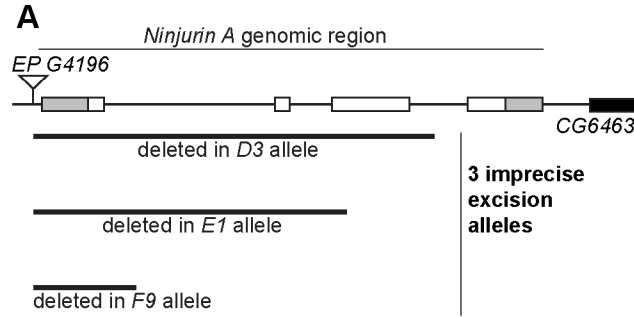 A
Ninjurin A genomic region
EP G4196
CG6463
deleted in D3 allele
3 imprecise
excision
alleles
deleted in E1 allele
deleted in F9 allele